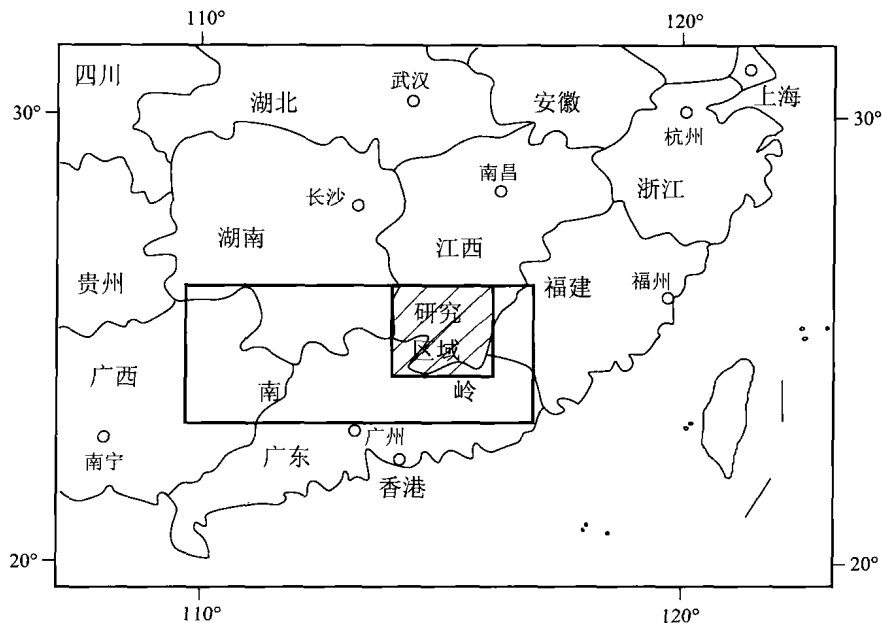 110°
120°
四川
武汉
湖北
安徽
上海
30°
30°
杭州
南昌
长沙
浙江
湖南
江西
贵州
福建
福州
研究
区域
广西
南
岭
广州
南宁
广东
香港
20°
20°
110°
120°